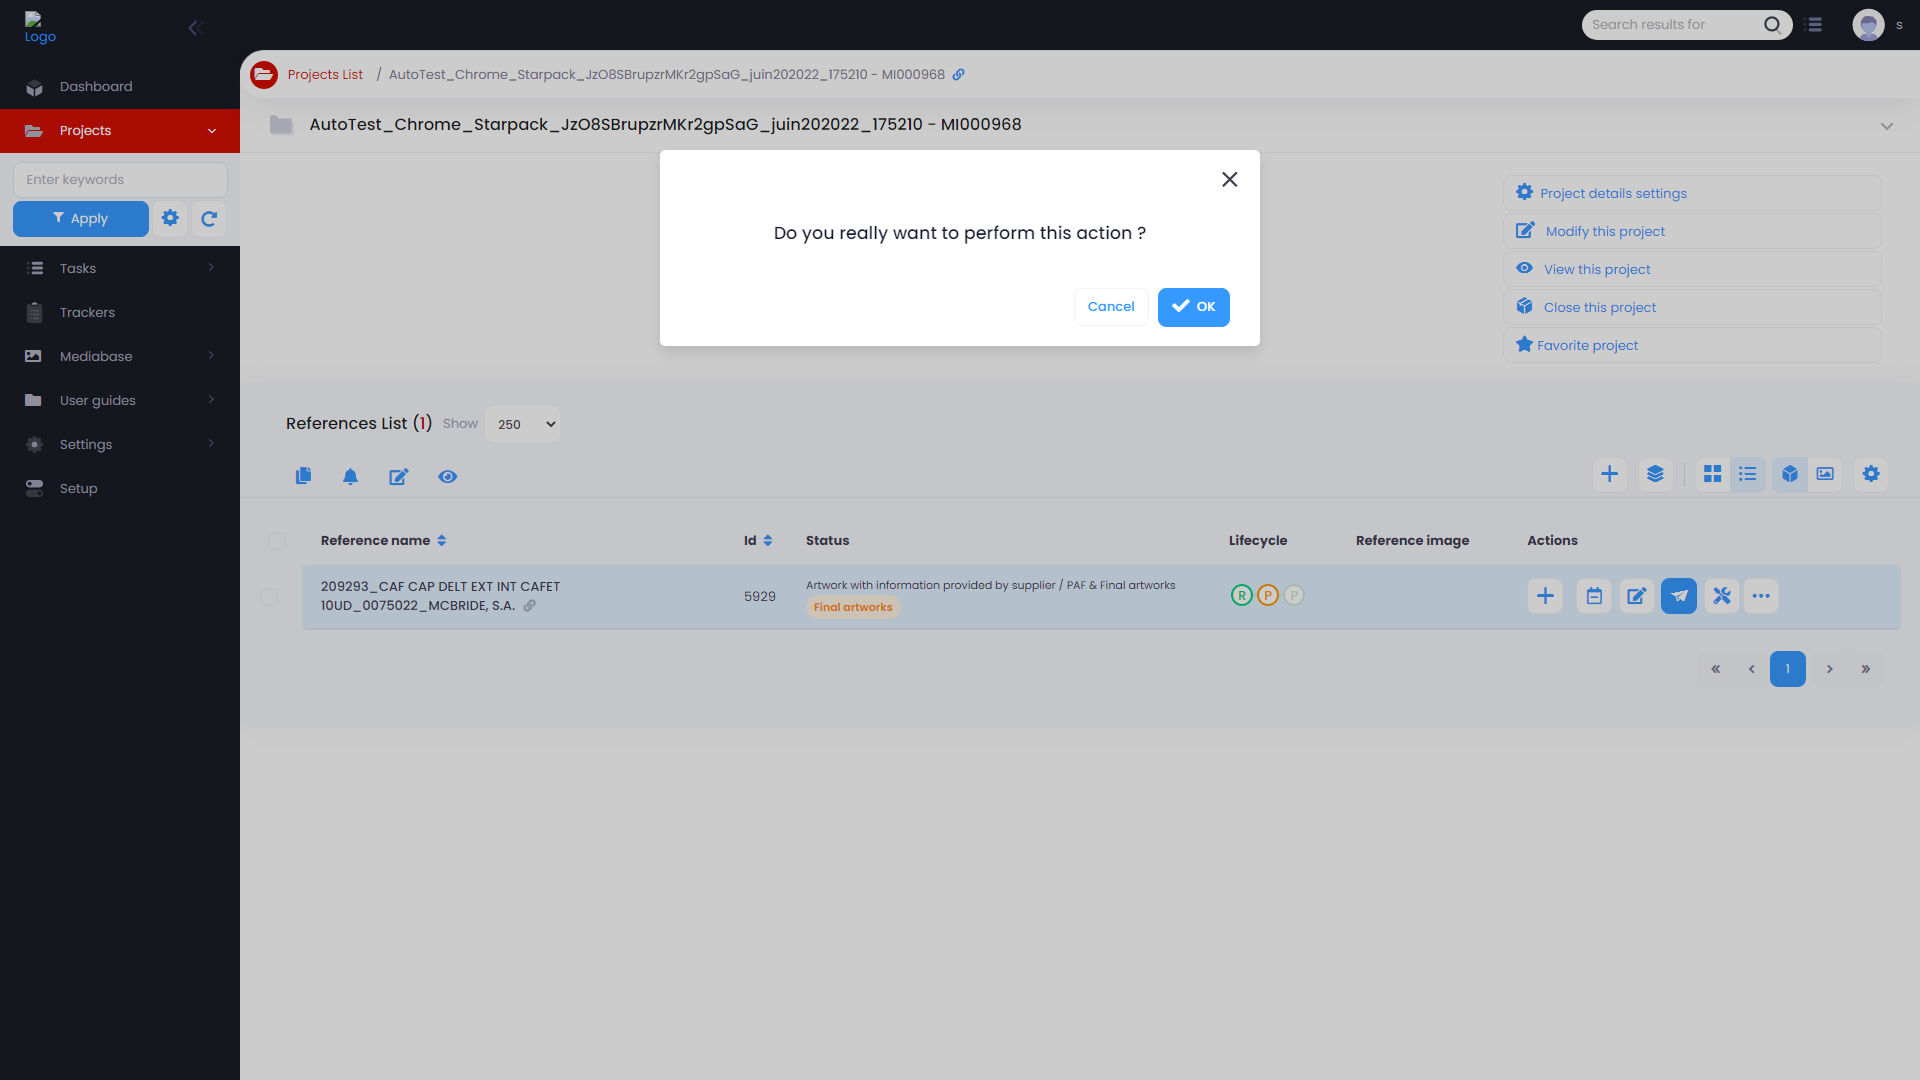 Logo
Search results for
s
Dashboard
Projects
Enter keywords
Apply
Tasks
Trackers
Mediabase
User guides
Settings
Setup
Projects List / AutoTest_Chrome_Starpack_JzO8SBrupzrMKr2gpSaG_juin202022_175210 - MI000968
AutoTest_Chrome_Starpack_JzO8SBrupzrMKr2gpSaG_juin202022_175210 - MI000968
Do you really want to perform this action ?
Cancel
OK
Project details settings
Modify this project
View this project
Close this project
Favorite project
References List (1) Show 250
Reference name Id Status Lifecycle Reference image Actions
209293_CAF CAP DELT EXT INT CAFET
10UD_0075022_MCBRIDE, S.A.
5929
Artwork with information provided by supplier / PAF & Final artworks
Final artworks
R P P
« ‹ 1 › »